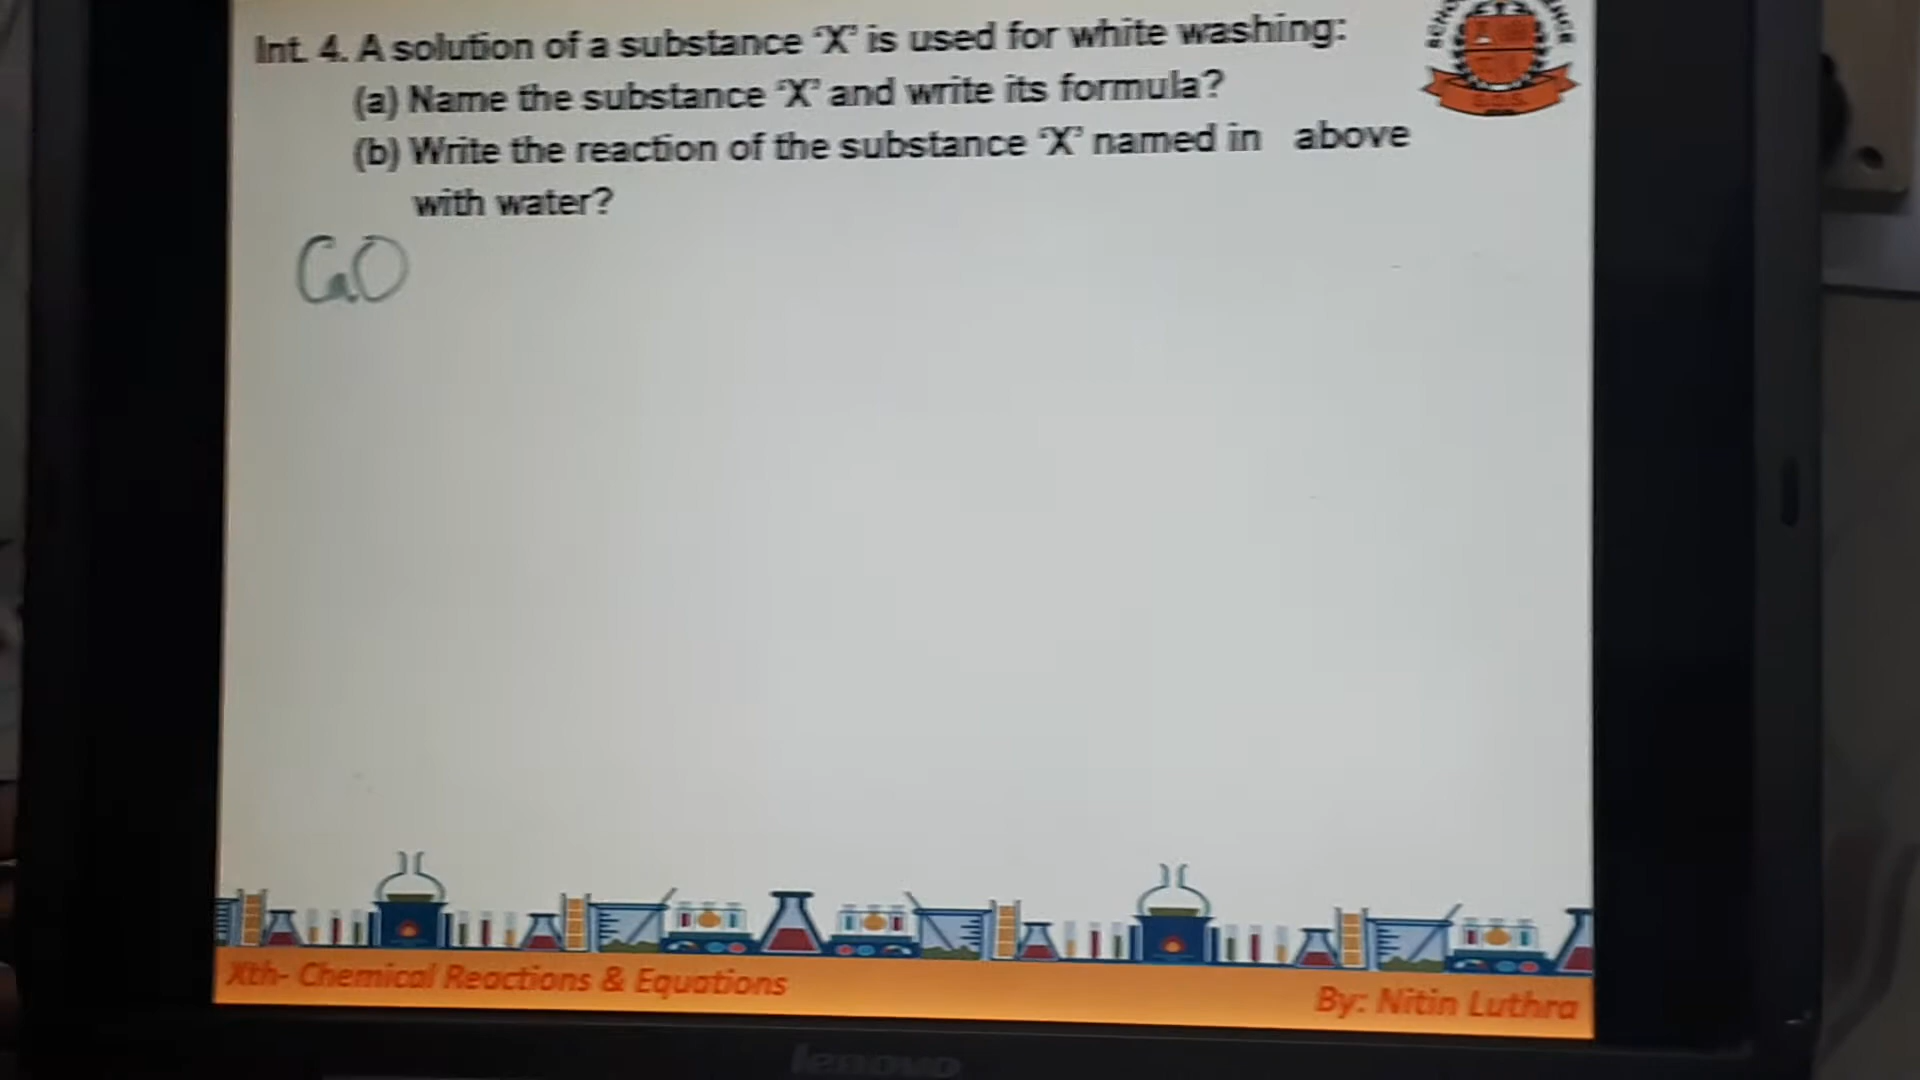 Int. 4. A solution of a substance ‘X’ is used for white washing:
(a) Name the substance ‘X’ and write its formula?
(b) Write the reaction of the substance ‘X’ named in above
with water?
CaO
Xth- Chemical Reactions & Equations
By: Nitin Luthra
lenovo